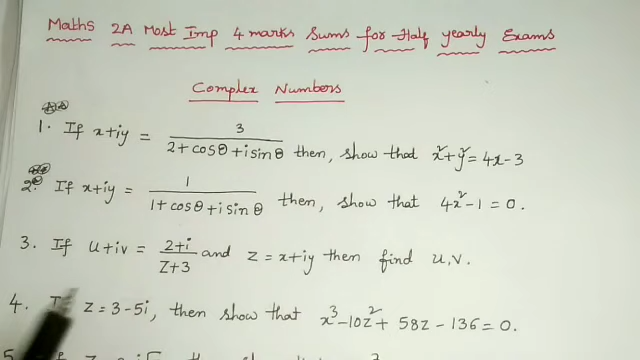 Maths 2A Most Imp 4 marks Sums for Half yearly Exams
Complex Numbers
1. If x+iy = 3/(2+cosθ+i sinθ) then, show that x²+y²=4x-3
2. If x+iy = 1/(1+cosθ+i sinθ) then, show that 4x²-1=0.
3. If u+iv = (2+i)/(z+3) and z=x+iy then find u,v.
4. z=3-5i, then show that x³-10z²+58z-136=0.